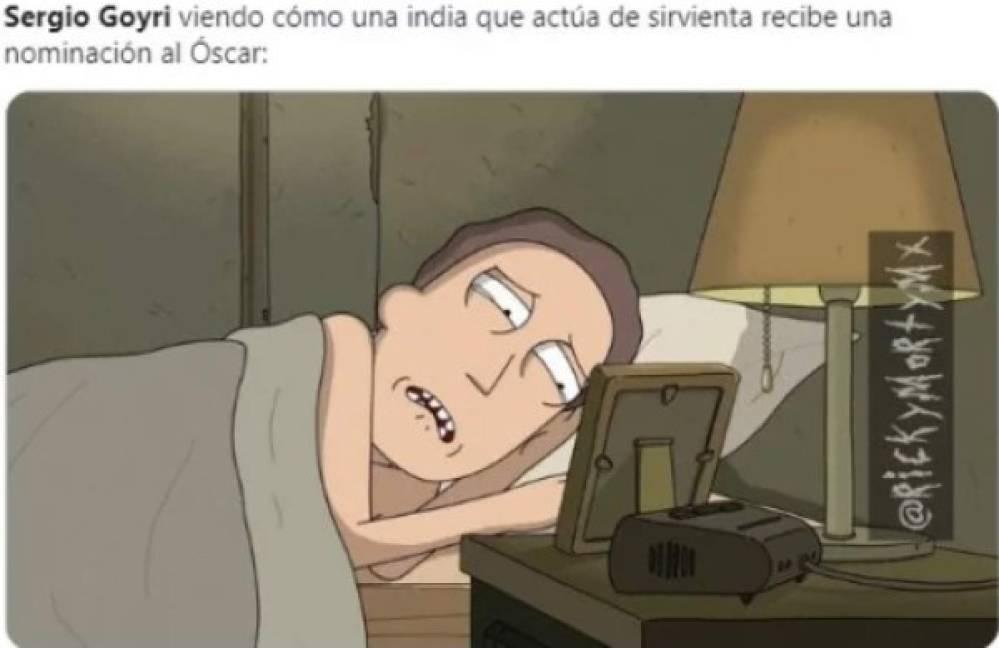 Sergio Goyri viendo cómo una india que actúa de sirvienta recibe una
nominación al Óscar:
@RickyMortyMX